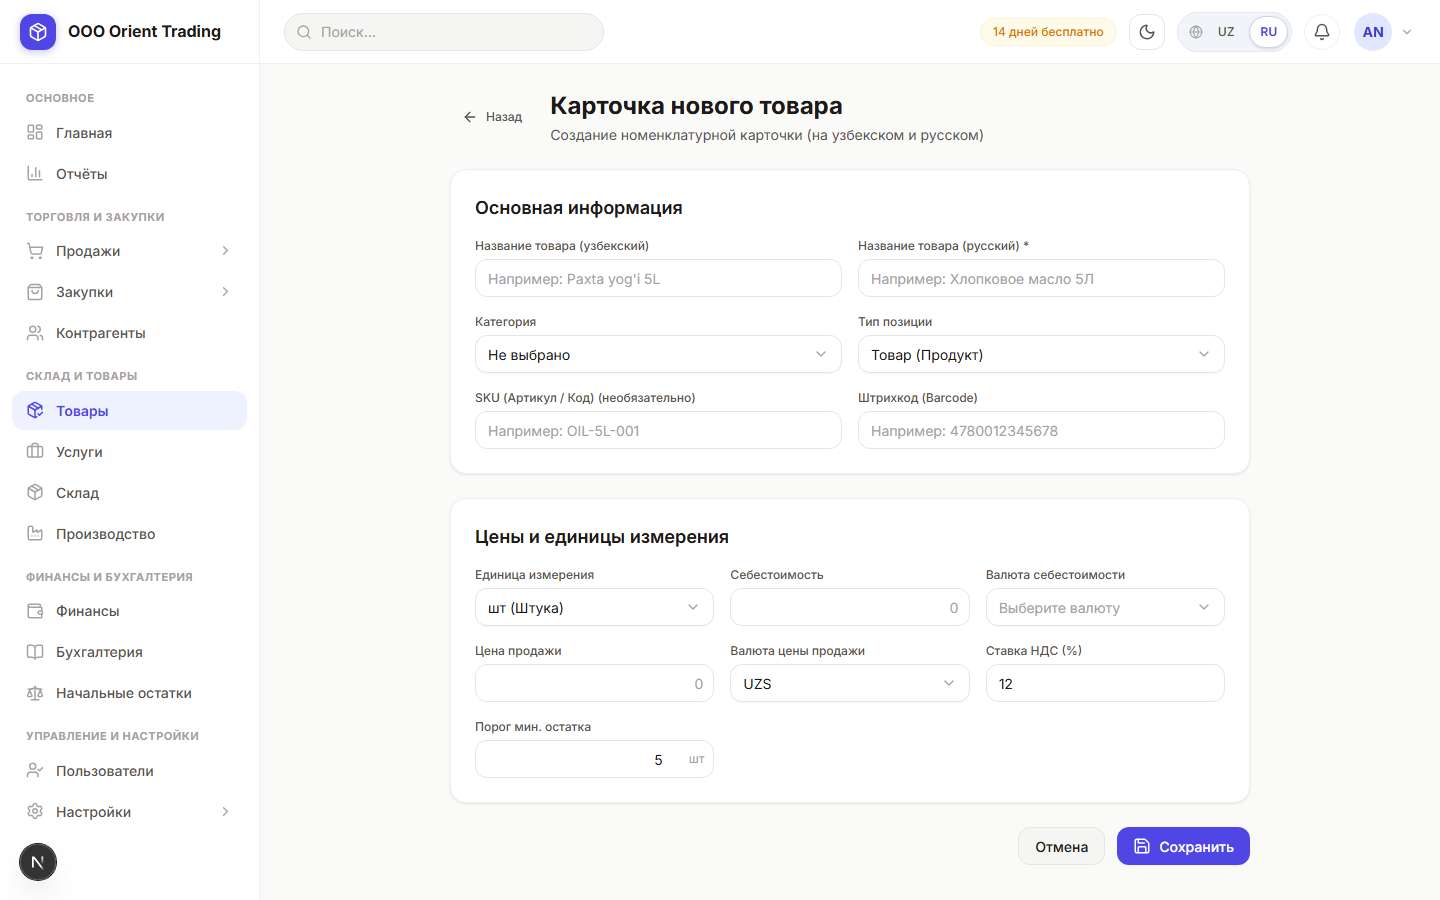 ООО Orient Trading
Поиск...
14 дней бесплатно
UZ
RU
AN
ОСНОВНОЕ
Главная
Отчёты
ТОРГОВЛЯ И ЗАКУПКИ
Продажи
Закупки
Контрагенты
СКЛАД И ТОВАРЫ
Товары
Услуги
Склад
Производство
ФИНАНСЫ И БУХГАЛТЕРИЯ
Финансы
Бухгалтерия
Начальные остатки
УПРАВЛЕНИЕ И НАСТРОЙКИ
Пользователи
Настройки
N
Назад
Карточка нового товара
Создание номенклатурной карточки (на узбекском и русском)
Основная информация
Название товара (узбекский)
Например: Paxta yog'i 5L
Название товара (русский) *
Например: Хлопковое масло 5Л
Категория
Не выбрано
Тип позиции
Товар (Продукт)
SKU (Артикул / Код) (необязательно)
Например: OIL-5L-001
Штрихкод (Barcode)
Например: 4780012345678
Цены и единицы измерения
Единица измерения
шт (Штука)
Себестоимость
0
Валюта себестоимости
Выберите валюту
Цена продажи
0
Валюта цены продажи
UZS
Ставка НДС (%)
12
Порог мин. остатка
5 шт
Отмена
Сохранить